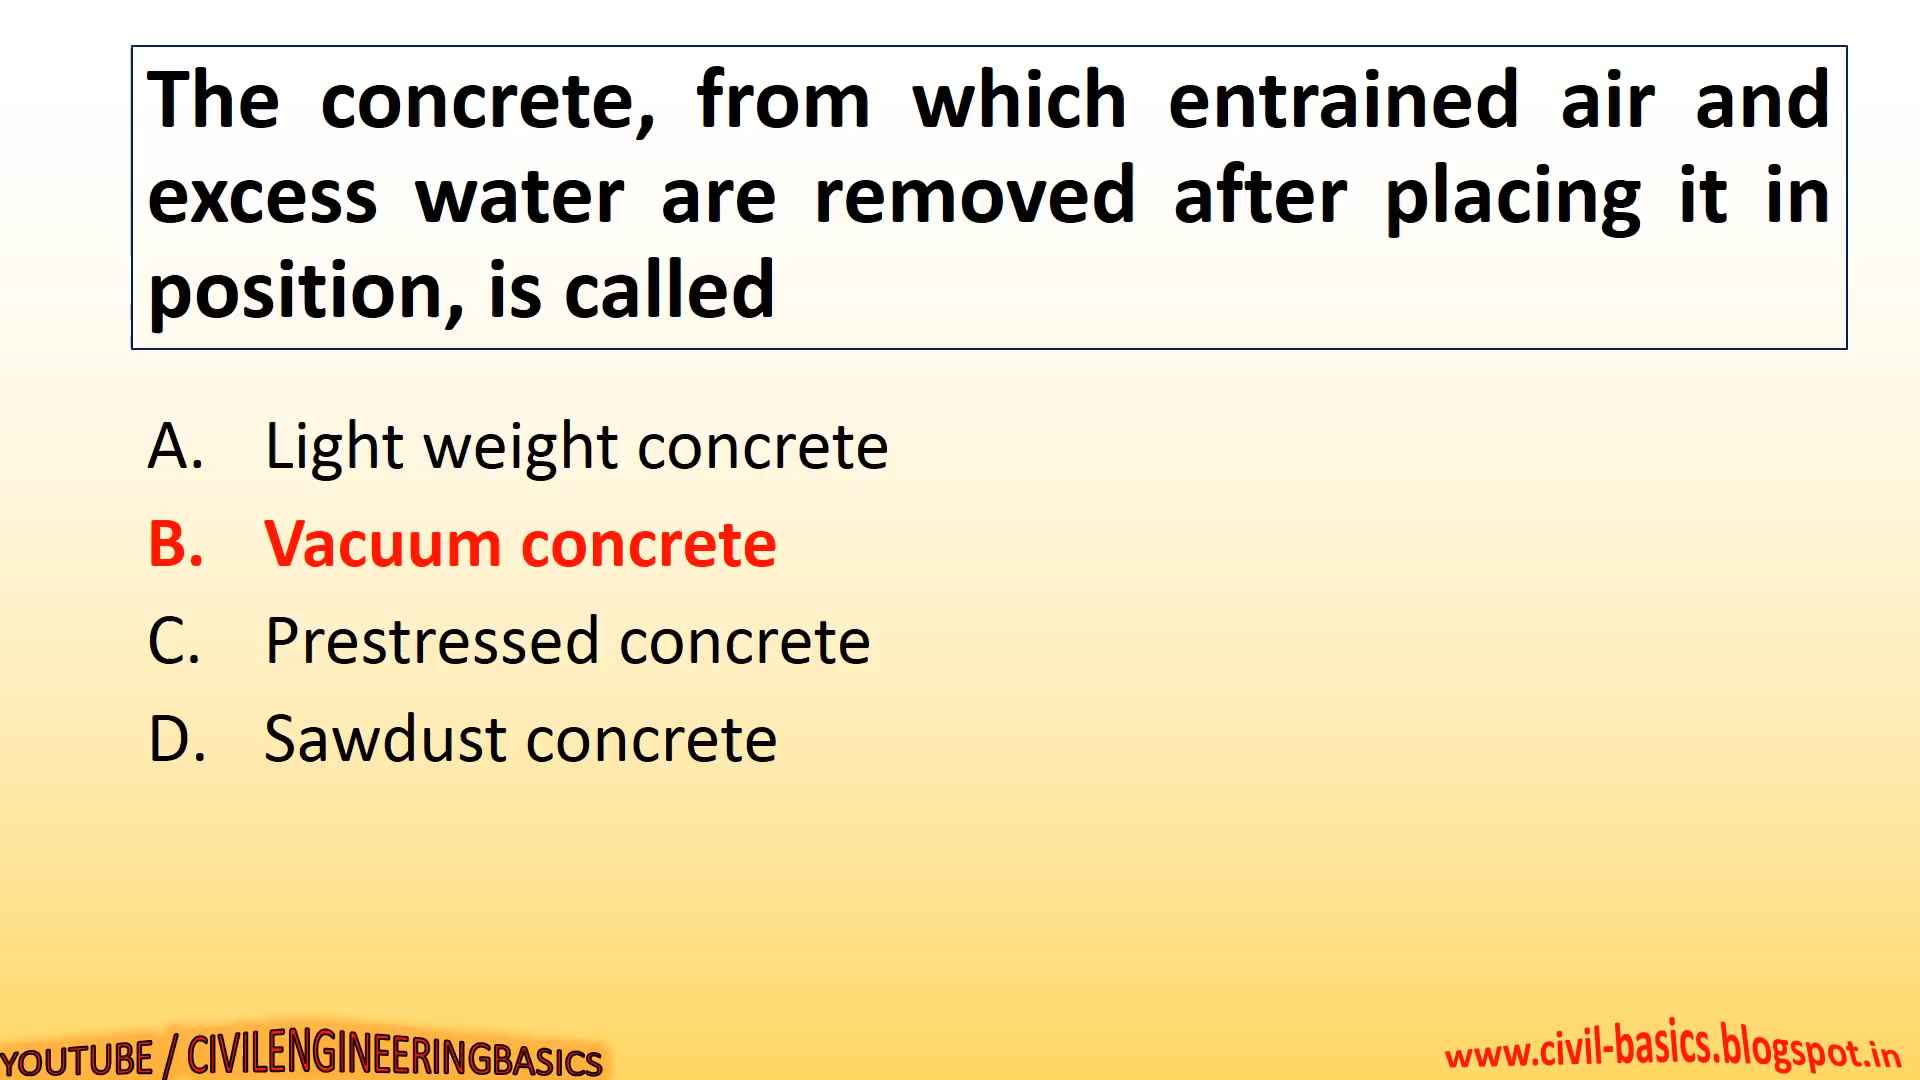 The concrete, from which entrained air and
excess water are removed after placing it in
position, is called
A. Light weight concrete
B. Vacuum concrete
C. Prestressed concrete
D. Sawdust concrete
YOUTUBE / CIVILENGINEERINGBASICS
www.civil-basics.blogspot.in